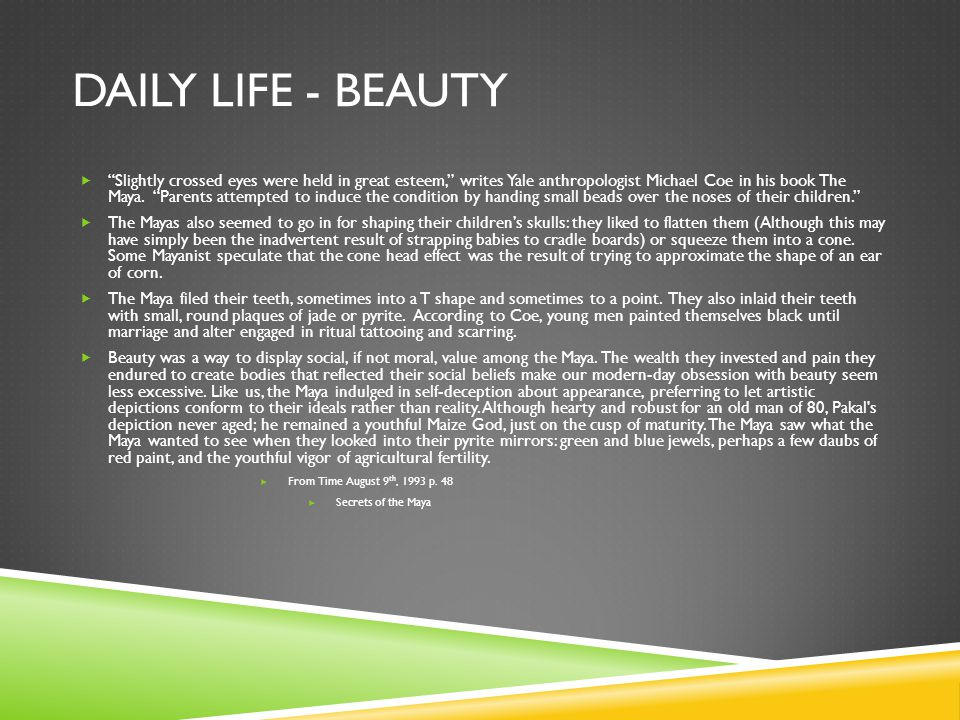 DAILY LIFE - BEAUTY
“Slightly crossed eyes were held in great esteem,” writes Yale anthropologist Michael Coe in his book The
Maya. “Parents attempted to induce the condition by handing small beads over the noses of their children.”
The Mayas also seemed to go in for shaping their children’s skulls: they liked to flatten them (Although this may
have simply been the inadvertent result of strapping babies to cradle boards) or squeeze them into a cone.
Some Mayanist speculate that the cone head effect was the result of trying to approximate the shape of an ear
of corn.
The Maya filed their teeth, sometimes into a T shape and sometimes to a point. They also inlaid their teeth
with small, round plaques of jade or pyrite. According to Coe, young men painted themselves black until
marriage and alter engaged in ritual tattooing and scarring.
Beauty was a way to display social, if not moral, value among the Maya. The wealth they invested and pain they
endured to create bodies that reflected their social beliefs make our modern-day obsession with beauty seem
less excessive. Like us, the Maya indulged in self-deception about appearance, preferring to let artistic
depictions conform to their ideals rather than reality. Although hearty and robust for an old man of 80, Pakal's
depiction never aged; he remained a youthful Maize God, just on the cusp of maturity. The Maya saw what the
Maya wanted to see when they looked into their pyrite mirrors: green and blue jewels, perhaps a few daubs of
red paint, and the youthful vigor of agricultural fertility.
From Time August 9th, 1993 p. 48
Secrets of the Maya